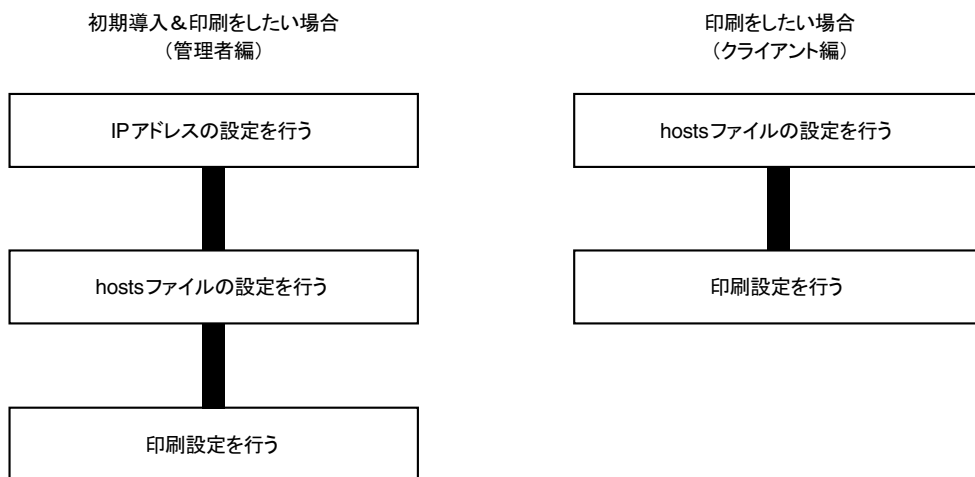 初期導入＆印刷をしたい場合
（管理者編）
IPアドレスの設定を行う
hostsファイルの設定を行う
印刷設定を行う
印刷をしたい場合
（クライアント編）
hostsファイルの設定を行う
印刷設定を行う